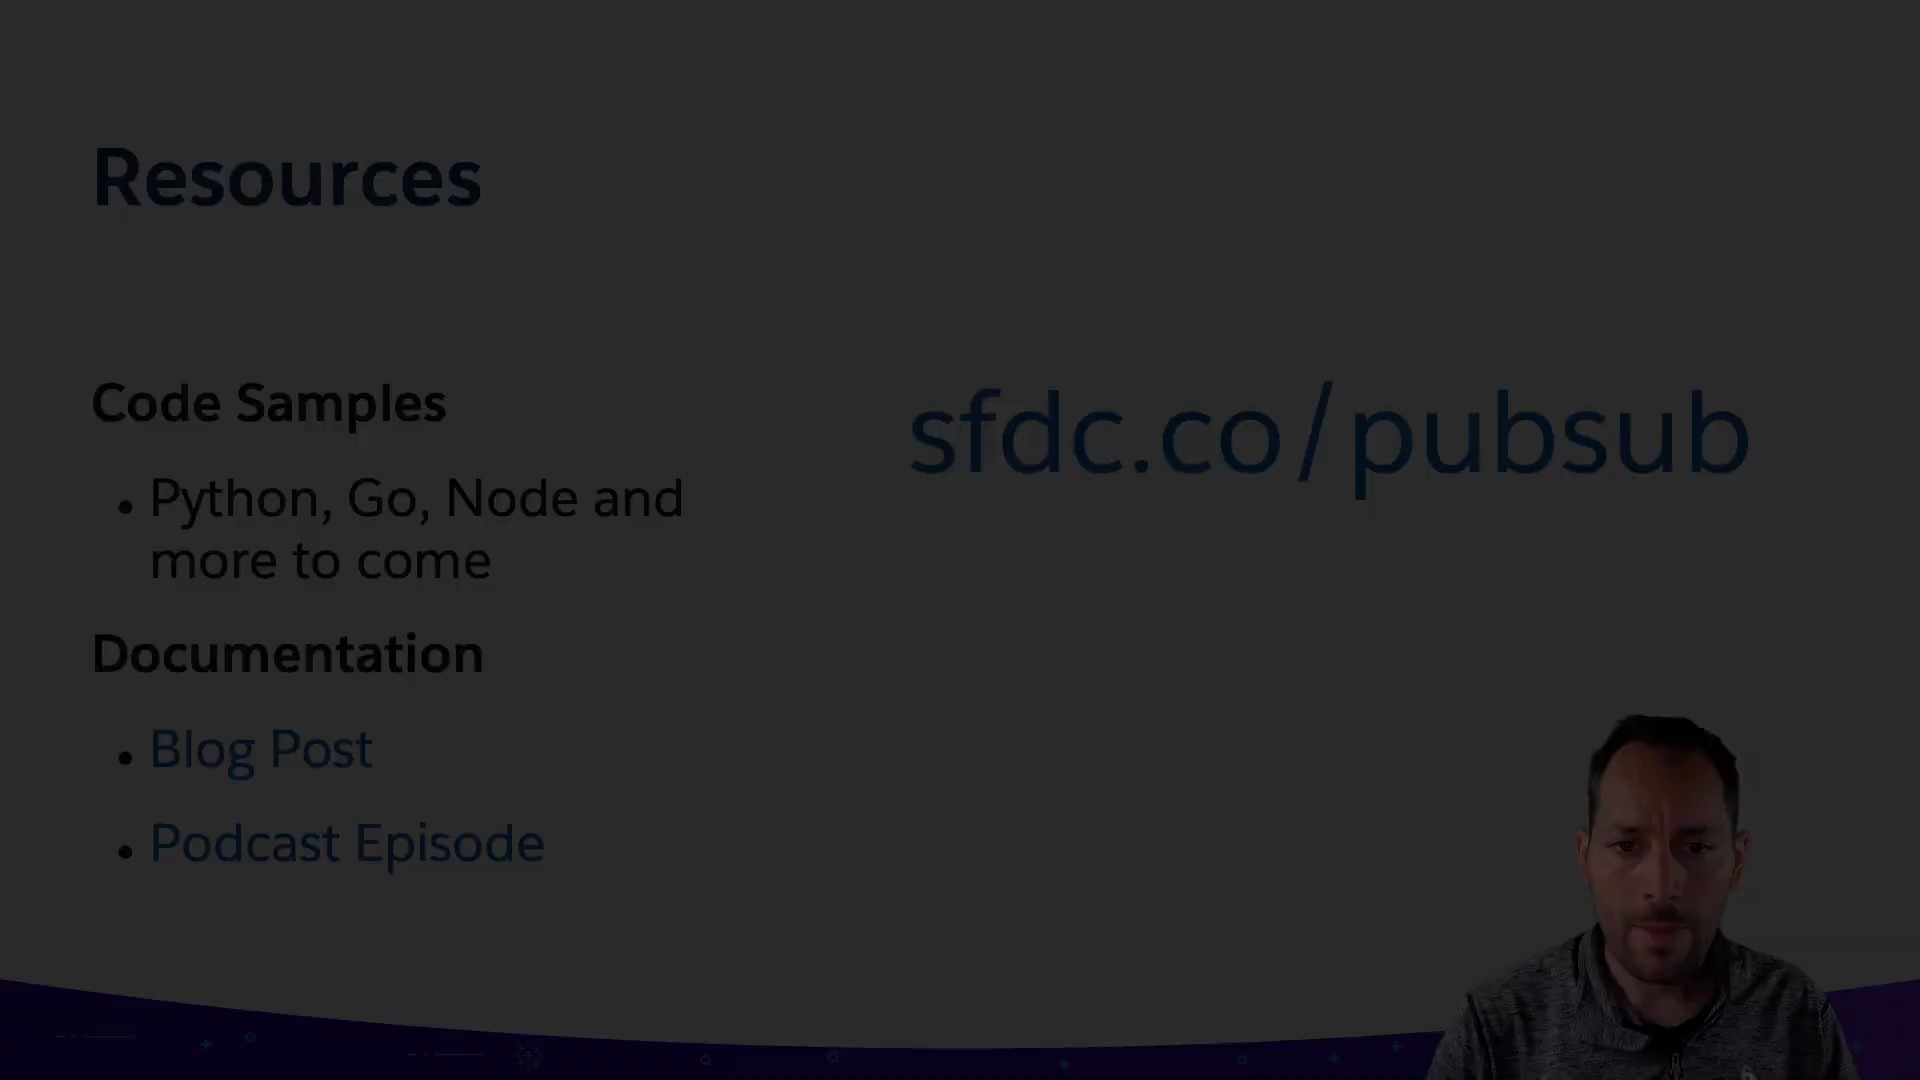 Resources
Code Samples
• Python, Go, Node and
more to come
Documentation
• Blog Post
• Podcast Episode
sfdc.co/pubsub